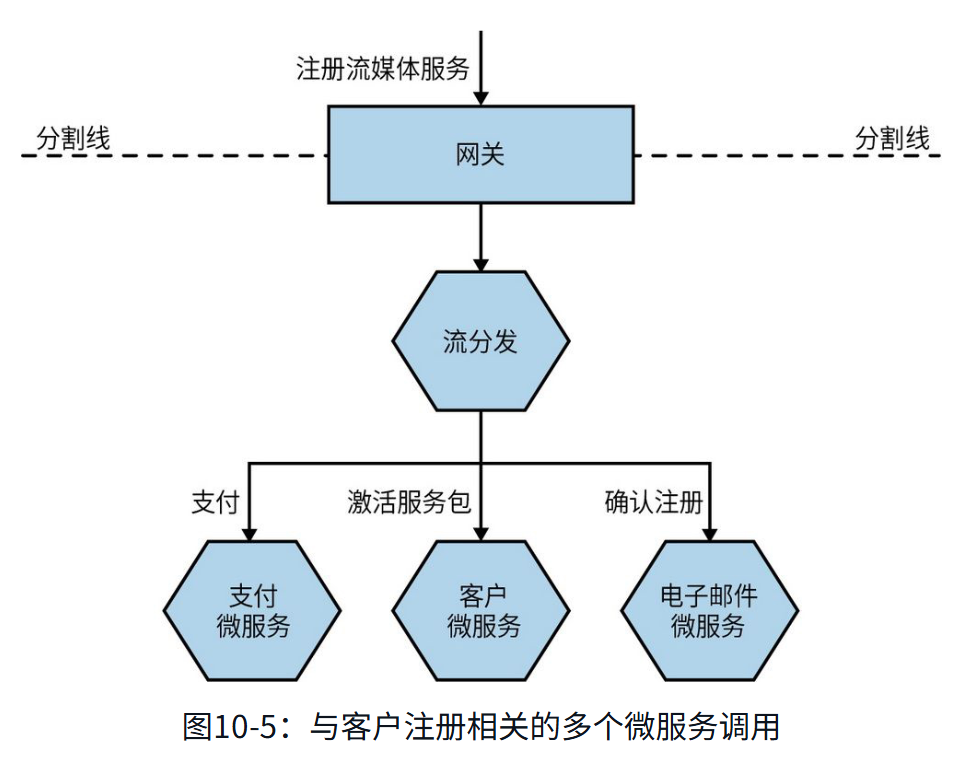 注册流媒体服务
分割线
分割线
网关
流分发
支付
激活服务包
确认注册
支付
微服务
客户
微服务
电子邮件
微服务
图10-5：与客户注册相关的多个微服务调用